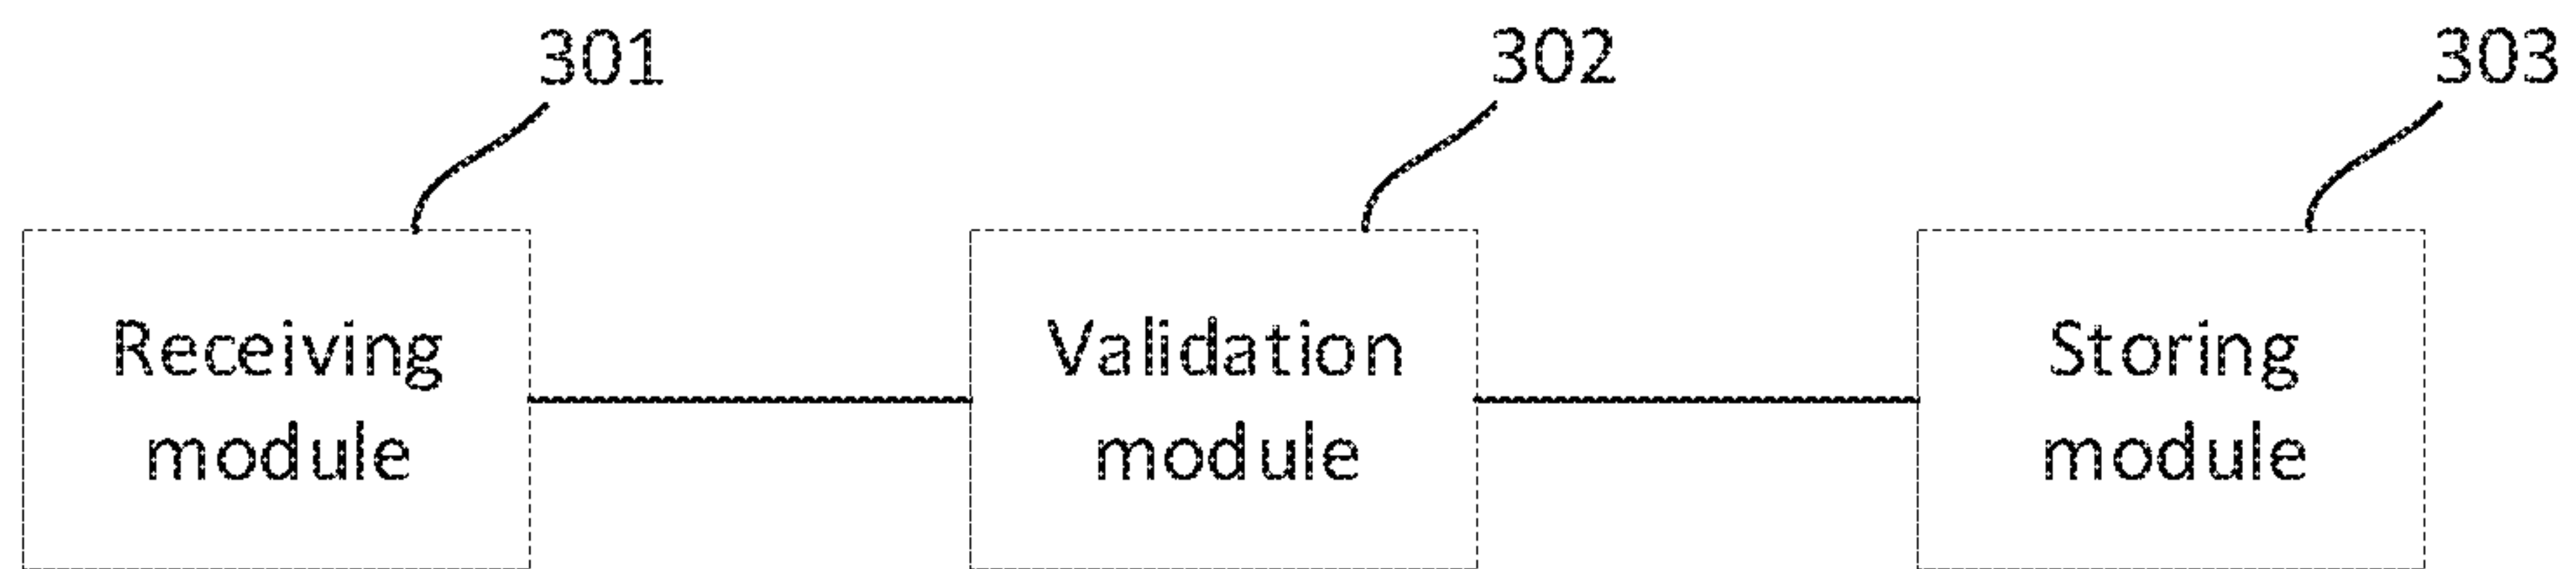 301
302
303
Receiving
module
Validation
module
Storing
module